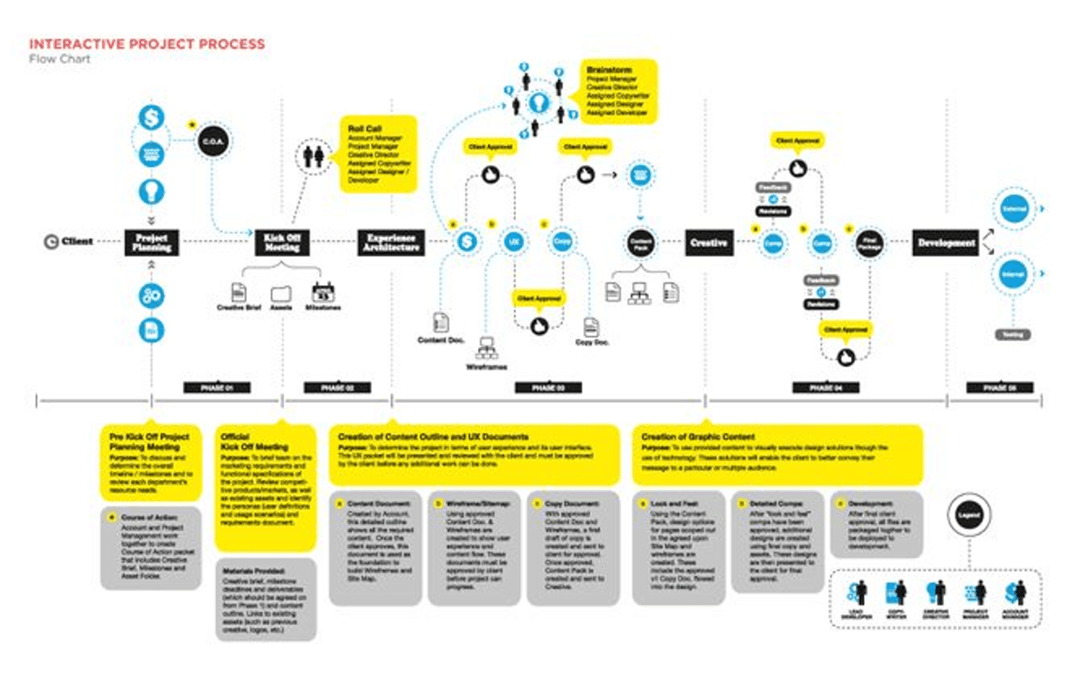 INTERACTIVE PROJECT PROCESS
Flow Chart
Brainstorm
Project Manager
Creative Director
Assigned Copywriter
Assigned Designer
Assigned Developer
C.O.A.
Roll Call
Account Manager
Project Manager
Creative Director
Assigned Copywriter
Assigned Designer /
Developer
Client Approval
Client Approval
Client Approval
Feedback
Revisions
Client
Project
Planning
Kick Off
Meeting
Experience
Architecture
a
$
b
UX
c
Copy
Content
Pack
Creative
a
Comp
b
Comp
c
Final
Package
Development
External
Internal
Testing
Creative Brief
Assets
Milestones
Client Approval
Content Doc.
Wireframes
Copy Doc.
Feedback
Revisions
Client Approval
PHASE 01
PHASE 02
PHASE 03
PHASE 04
PHASE 05
Pre Kick Off Project
Planning Meeting
Purpose: To discuss and
determine the overall
timeline / milestones and to
review each department's
resource needs.
Course of Action:
Account and Project
Management work
together to create
Course of Action packet
that includes Creative
Brief, Milestones and
Asset Folder.
Official
Kick Off Meeting
Purpose: To brief team on the
marketing requirements and
functional specifications of
the project. Review competi-
tive products/markets, as well
as existing assets and identify
the personas (user definitions
and usage scenarios) and
requirements document.
Materials Provided:
Creative brief, milestone
deadlines and deliverables
(which should be agreed on
from Phase 1) and content
outline. Links to existing
assets (such as previous
creative, logos, etc.)
Creation of Content Outline and UX Documents
Purpose: To determine the project in terms of user experience and its user interface.
This UX packet will be presented and reviewed with the client and must be approved
by the client before any additional work can be done.
a
Content Document:
Created by Account,
this detailed outline
shows all the required
content. Once the
client approves, this
document is used as
the foundation to
build Wireframes and
Site Map.
b
Wireframe/Sitemap:
Using approved
Content Doc. &
Wireframes are
created to show user
experience and
content flow. These
documents must be
approved by client
before project can
progress.
c
Copy Document:
With approved
Content Doc and
Wireframes, a first
draft of copy is
created and sent to
client for approval.
Once approved,
Content Pack is
created and sent to
Creative.
Creation of Graphic Content
Purpose: To use provided content to visually execute design solutions though the
use of technology. These solutions will enable the client to better convey their
message to a particular or multiple audience.
a
Look and Feel:
Using the Content
Pack, design options
for pages scoped out
in the agreed upon
Site Map and
wireframes are
created. These
include the approved
v1 Copy Doc, flowed
into the design.
b
Detailed Comps:
After "look and feel"
comps have been
approved, additional
designs are created
using final copy and
assets. These designs
are then presented to
the client for final
approval.
c
Development:
After final client
approval, all files are
packaged togther to
be deployed to
development.
Legend
LEAD
DEVELOPER
COPY-
WRITER
CREATIVE
DIRECTOR
PROJECT
MANAGER
ACCOUNT
MANAGER